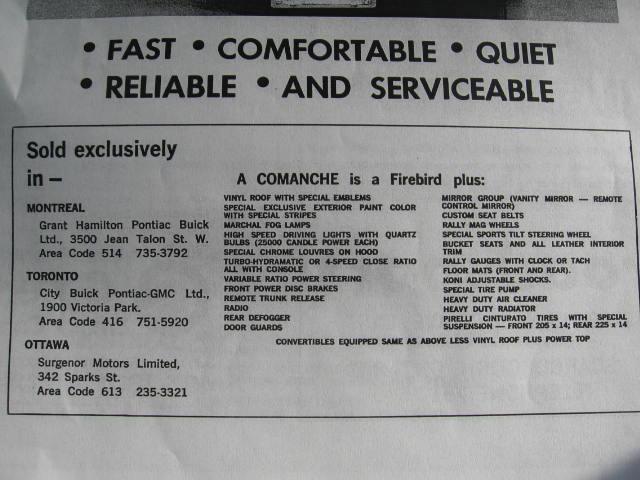 • FAST • COMFORTABLE • QUIET
• RELIABLE • AND SERVICEABLE
Sold exclusively
in –
MONTREAL
Grant Hamilton Pontiac Buick
Ltd., 3500 Jean Talon St. W.
Area Code 514 735-3792
TORONTO
City Buick Pontiac-GMC Ltd.,
1900 Victoria Park.
Area Code 416 751-5920
OTTAWA
Surgenor Motors Limited,
342 Sparks St.
Area Code 613 235-3321
A COMANCHE is a Firebird plus:
VINYL ROOF WITH SPECIAL EMBLEMS
SPECIAL EXCLUSIVE EXTERIOR PAINT COLOR
WITH SPECIAL STRIPES
MARCHAL FOG LAMPS
HIGH SPEED DRIVING LIGHTS WITH QUARTZ
BULBS (25000 CANDLE POWER EACH)
SPECIAL CHROME LOUVRES ON HOOD
TURBO-HYDRAMATIC OR 4-SPEED CLOSE RATIO
ALL WITH CONSOLE
VARIABLE RATIO POWER STEERING
FRONT POWER DISC BRAKES
REMOTE TRUNK RELEASE
RADIO
REAR DEFOGGER
DOOR GUARDS
MIRROR GROUP (VANITY MIRROR — REMOTE
CONTROL MIRROR)
CUSTOM SEAT BELTS
RALLY MAG WHEELS
SPECIAL SPORTS TILT STEERING WHEEL
BUCKET SEATS AND ALL LEATHER INTERIOR
TRIM
RALLY GAUGES WITH CLOCK OR TACH
FLOOR MATS (FRONT AND REAR).
KONI ADJUSTABLE SHOCKS.
SPECIAL TIRE PUMP
HEAVY DUTY AIR CLEANER
HEAVY DUTY RADIATOR
PIRELLI CINTURATO TIRES WITH SPECIAL
SUSPENSION — FRONT 205 x 14; REAR 225 x 14
CONVERTIBLES EQUIPPED SAME AS ABOVE LESS VINYL ROOF PLUS POWER TOP